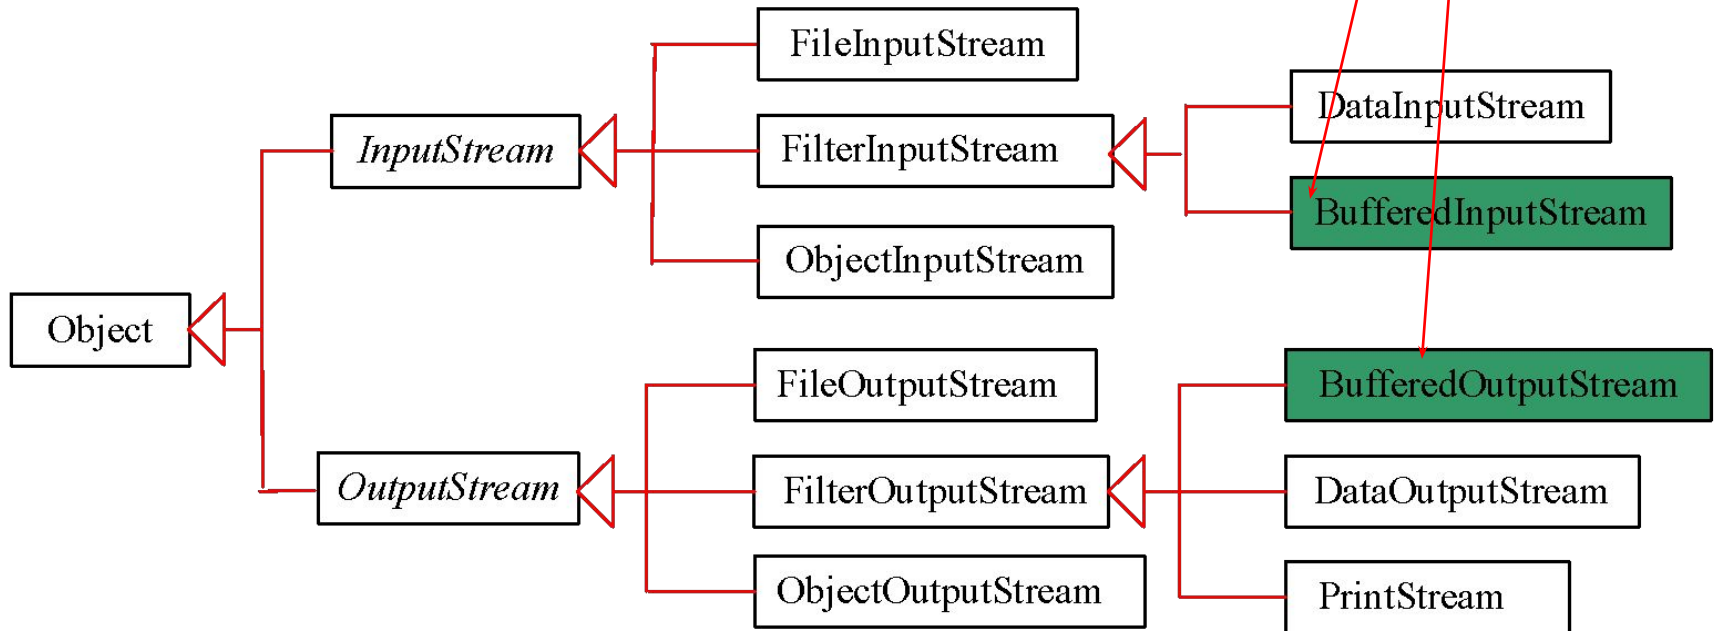 Object
InputStream
OutputStream
FileInputStream
FilterInputStream
ObjectInputStream
FileOutputStream
FilterOutputStream
ObjectOutputStream
DataInputStream
BufferedInputStream
BufferedOutputStream
DataOutputStream
PrintStream